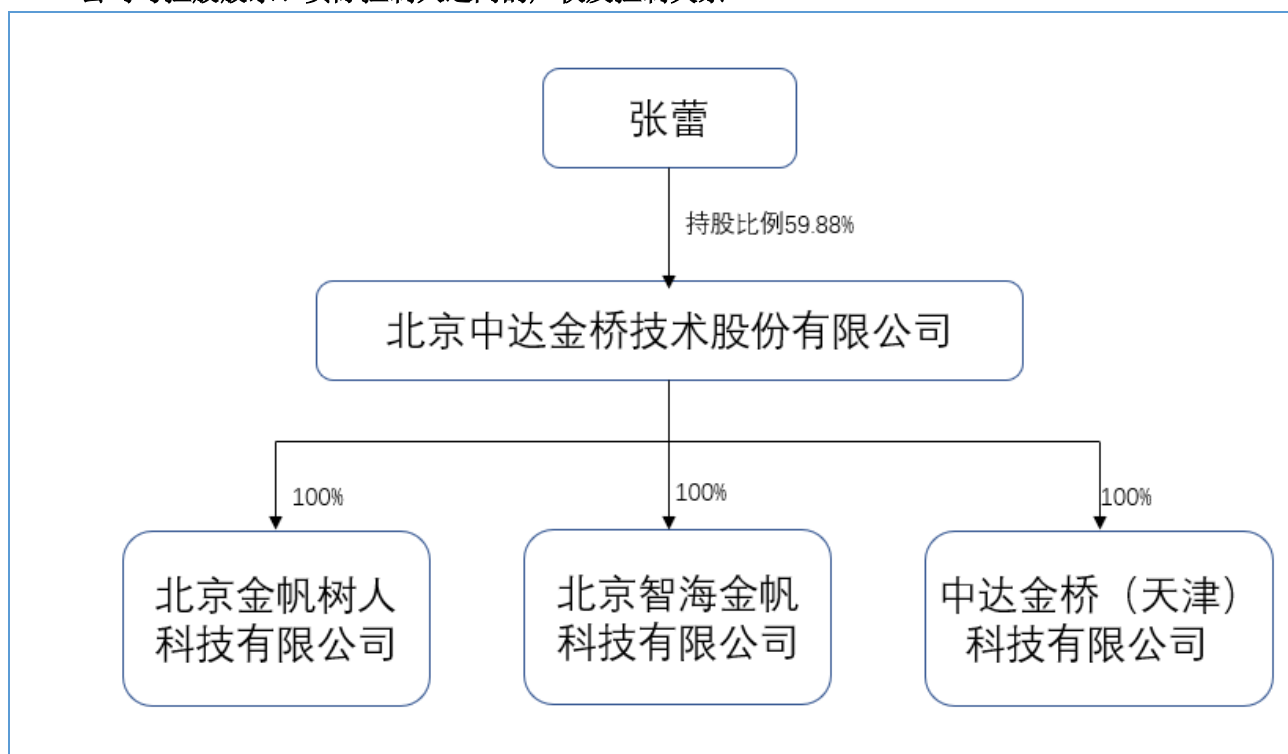 张蕾
持股比例59.88%
北京中达金桥技术股份有限公司
100%
100%
100%
北京金帆树人
科技有限公司
北京智海金帆
科技有限公司
中达金桥（天津）
科技有限公司